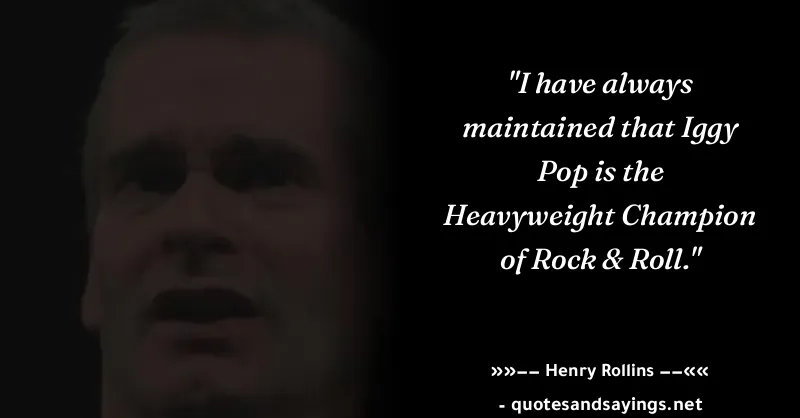 "I have always
maintained that Iggy
Pop is the
Heavyweight Champion
of Rock & Roll."
»»−− Henry Rollins −−««
- quotesandsayings.net